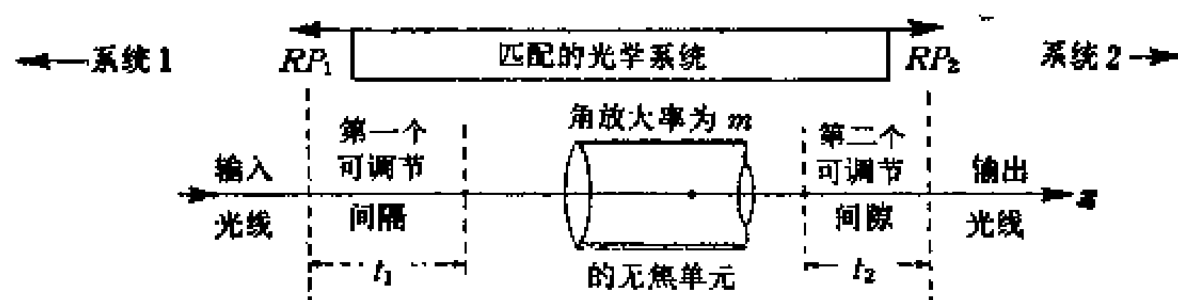 匹配的光学系统
系统1
RP₁
RP₂
系统2
角放大率为 m
第一个
可调节
间隔
第二个
可调节
间隙
输入
光线
输出
光线
z
t₁
的无焦单元
t₂